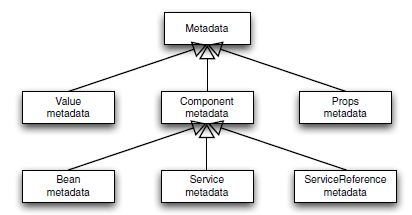 Metadata
Value
metadata
Component
metadata
Props
metadata
Bean
metadata
Service
metadata
ServiceReference
metadata